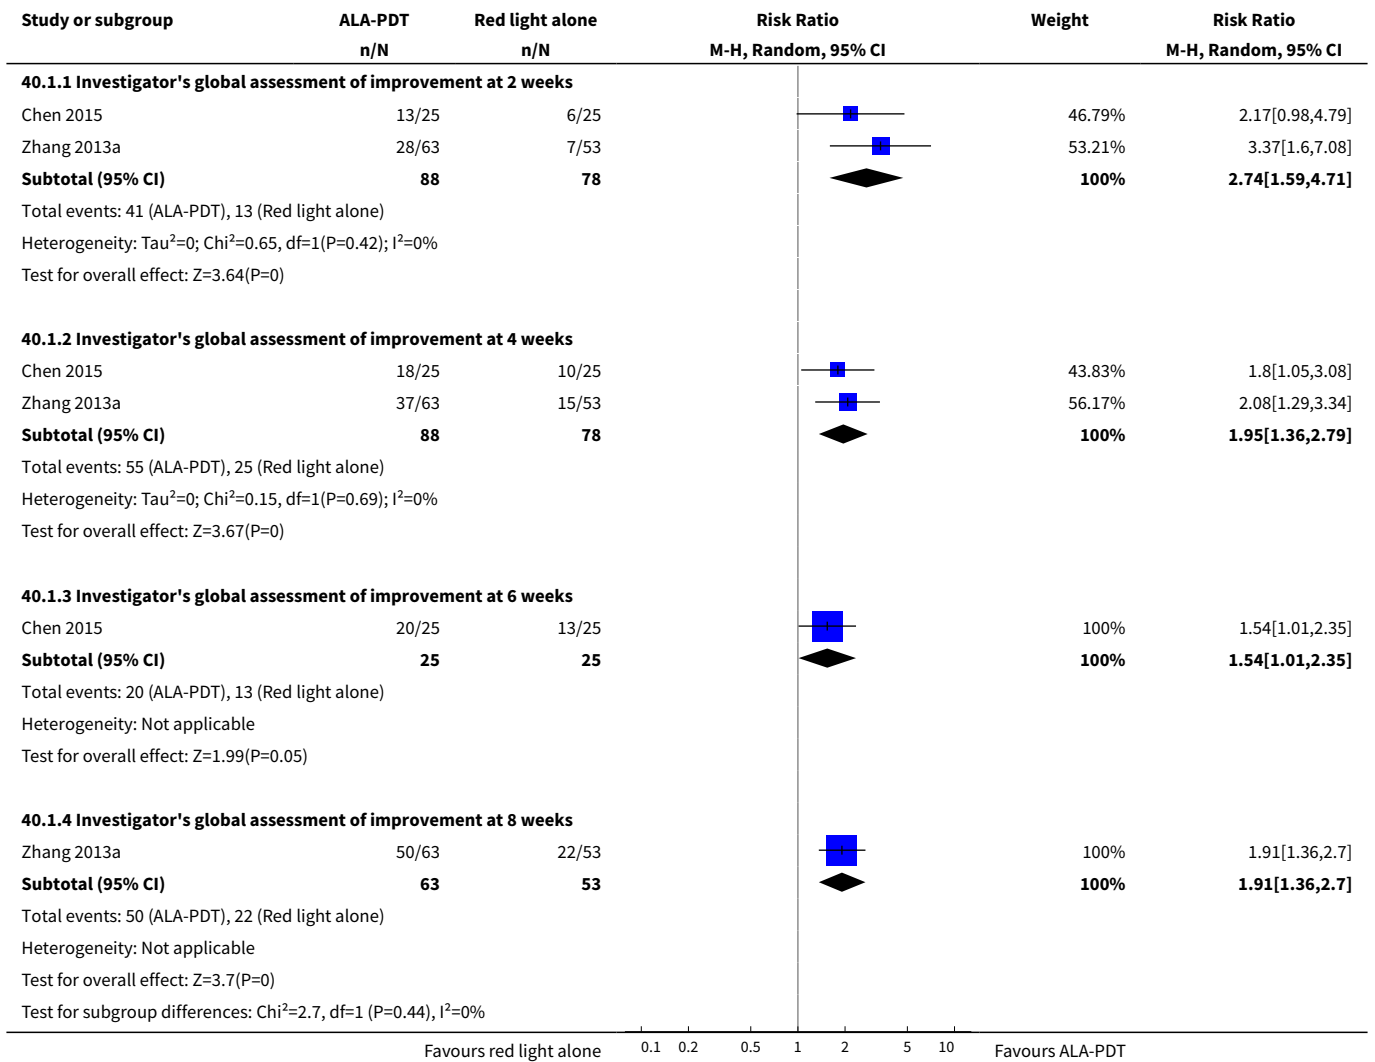 Study or subgroup ALA-PDT Red light alone Risk Ratio Weight Risk Ratio
n/N n/N M-H, Random, 95% CI M-H, Random, 95% CI
40.1.1 Investigator's global assessment of improvement at 2 weeks
Chen 2015 13/25 6/25 46.79% 2.17[0.98,4.79]
Zhang 2013a 28/63 7/53 53.21% 3.37[1.6,7.08]
Subtotal (95% CI) 88 78 100% 2.74[1.59,4.71]
Total events: 41 (ALA-PDT), 13 (Red light alone)
Heterogeneity: Tau²=0; Chi²=0.65, df=1(P=0.42); I²=0%
Test for overall effect: Z=3.64(P=0)
40.1.2 Investigator's global assessment of improvement at 4 weeks
Chen 2015 18/25 10/25 43.83% 1.8[1.05,3.08]
Zhang 2013a 37/63 15/53 56.17% 2.08[1.29,3.34]
Subtotal (95% CI) 88 78 100% 1.95[1.36,2.79]
Total events: 55 (ALA-PDT), 25 (Red light alone)
Heterogeneity: Tau²=0; Chi²=0.15, df=1(P=0.69); I²=0%
Test for overall effect: Z=3.67(P=0)
40.1.3 Investigator's global assessment of improvement at 6 weeks
Chen 2015 20/25 13/25 100% 1.54[1.01,2.35]
Subtotal (95% CI) 25 25 100% 1.54[1.01,2.35]
Total events: 20 (ALA-PDT), 13 (Red light alone)
Heterogeneity: Not applicable
Test for overall effect: Z=1.99(P=0.05)
40.1.4 Investigator's global assessment of improvement at 8 weeks
Zhang 2013a 50/63 22/53 100% 1.91[1.36,2.7]
Subtotal (95% CI) 63 53 100% 1.91[1.36,2.7]
Total events: 50 (ALA-PDT), 22 (Red light alone)
Heterogeneity: Not applicable
Test for overall effect: Z=3.7(P=0)
Test for subgroup differences: Chi²=2.7, df=1 (P=0.44), I²=0%
Favours red light alone 0.1 0.2 0.5 1 2 5 10 Favours ALA-PDT